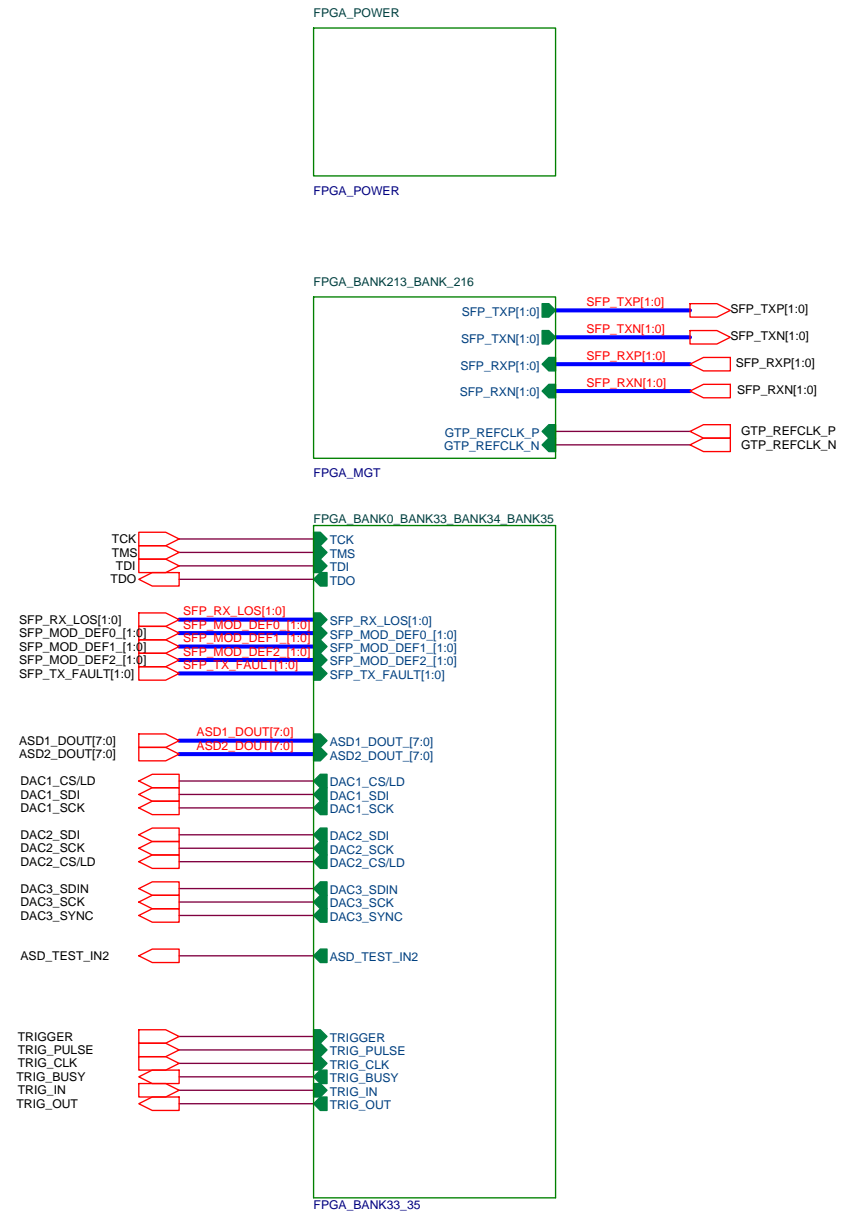 FPGA_POWER
FPGA_POWER
FPGA_BANK213_BANK_216
SFP_TXP[1:0] SFP_TXP[1:0] SFP_TXP[1:0]
SFP_TXN[1:0] SFP_TXN[1:0] SFP_TXN[1:0]
SFP_RXP[1:0] SFP_RXP[1:0] SFP_RXP[1:0]
SFP_RXN[1:0] SFP_RXN[1:0] SFP_RXN[1:0]
GTP_REFCLK_P GTP_REFCLK_P
GTP_REFCLK_N GTP_REFCLK_N
FPGA_MGT
FPGA_BANK0_BANK33_BANK34_BANK35
TCK TCK
TMS TMS
TDI TDI
TDO TDO
SFP_RX_LOS[1:0] SFP_RX_LOS[1:0] SFP_RX_LOS[1:0]
SFP_MOD_DEF0_[1:0] SFP_MOD_DEF0_[1:0] SFP_MOD_DEF0_[1:0]
SFP_MOD_DEF1_[1:0] SFP_MOD_DEF1_[1:0] SFP_MOD_DEF1_[1:0]
SFP_MOD_DEF2_[1:0] SFP_MOD_DEF2_[1:0] SFP_MOD_DEF2_[1:0]
SFP_TX_FAULT[1:0] SFP_TX_FAULT[1:0] SFP_TX_FAULT[1:0]
ASD1_DOUT[7:0] ASD1_DOUT[7:0] ASD1_DOUT_[7:0]
ASD2_DOUT[7:0] ASD2_DOUT[7:0] ASD2_DOUT_[7:0]
DAC1_CS/LD DAC1_CS/LD
DAC1_SDI DAC1_SDI
DAC1_SCK DAC1_SCK
DAC2_SDI DAC2_SDI
DAC2_SCK DAC2_SCK
DAC2_CS/LD DAC2_CS/LD
DAC3_SDIN DAC3_SDIN
DAC3_SCK DAC3_SCK
DAC3_SYNC DAC3_SYNC
ASD_TEST_IN2 ASD_TEST_IN2
TRIGGER TRIGGER
TRIG_PULSE TRIG_PULSE
TRIG_CLK TRIG_CLK
TRIG_BUSY TRIG_BUSY
TRIG_IN TRIG_IN
TRIG_OUT TRIG_OUT
FPGA_BANK33_35